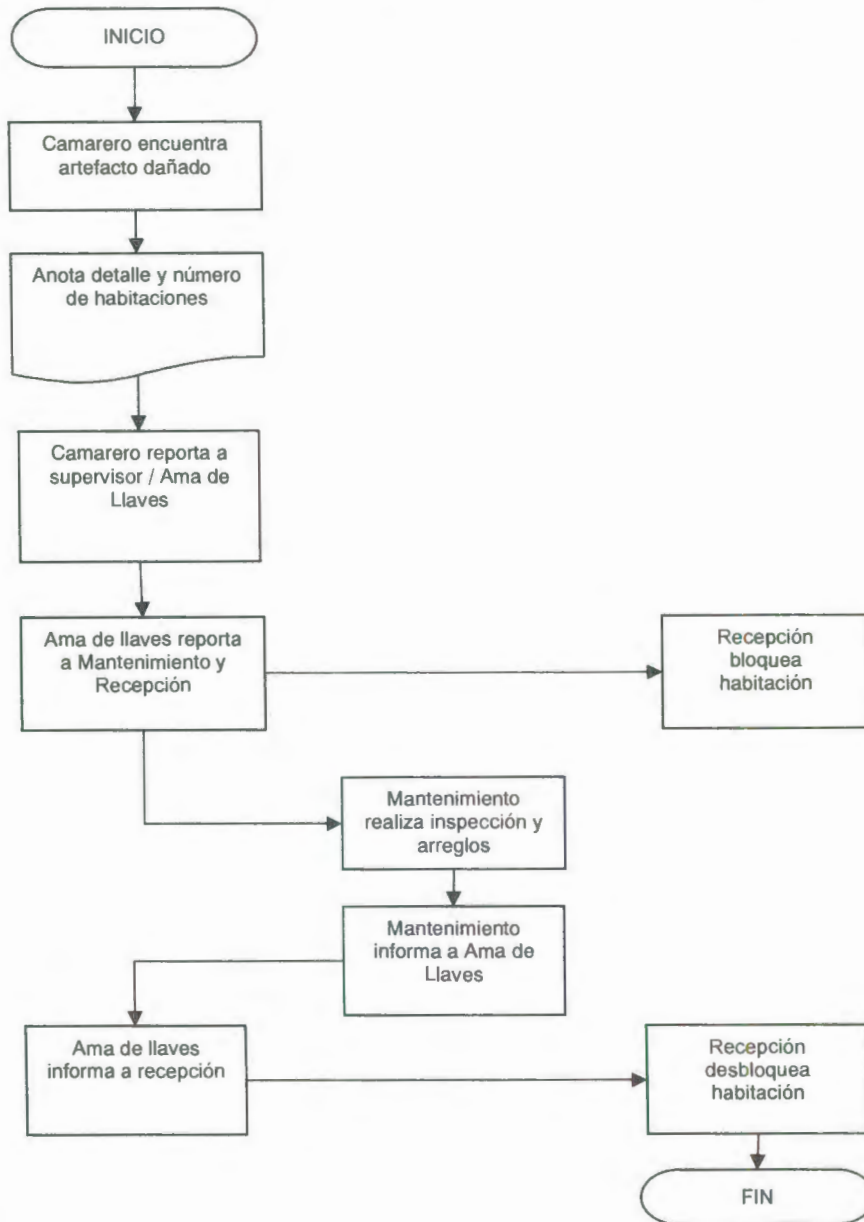 INICIO
Camarero encuentra
artefacto dañado
Anota detalle y número
de habitaciones
Camarero reporta a
supervisor / Ama de
Llaves
Ama de llaves reporta
a Mantenimiento y
Recepción
Recepción
bloquea
habitación
Mantenimiento
realiza inspección y
arreglos
Mantenimiento
informa a Ama de
Llaves
Ama de llaves
informa a recepción
Recepción
desbloquea
habitación
FIN